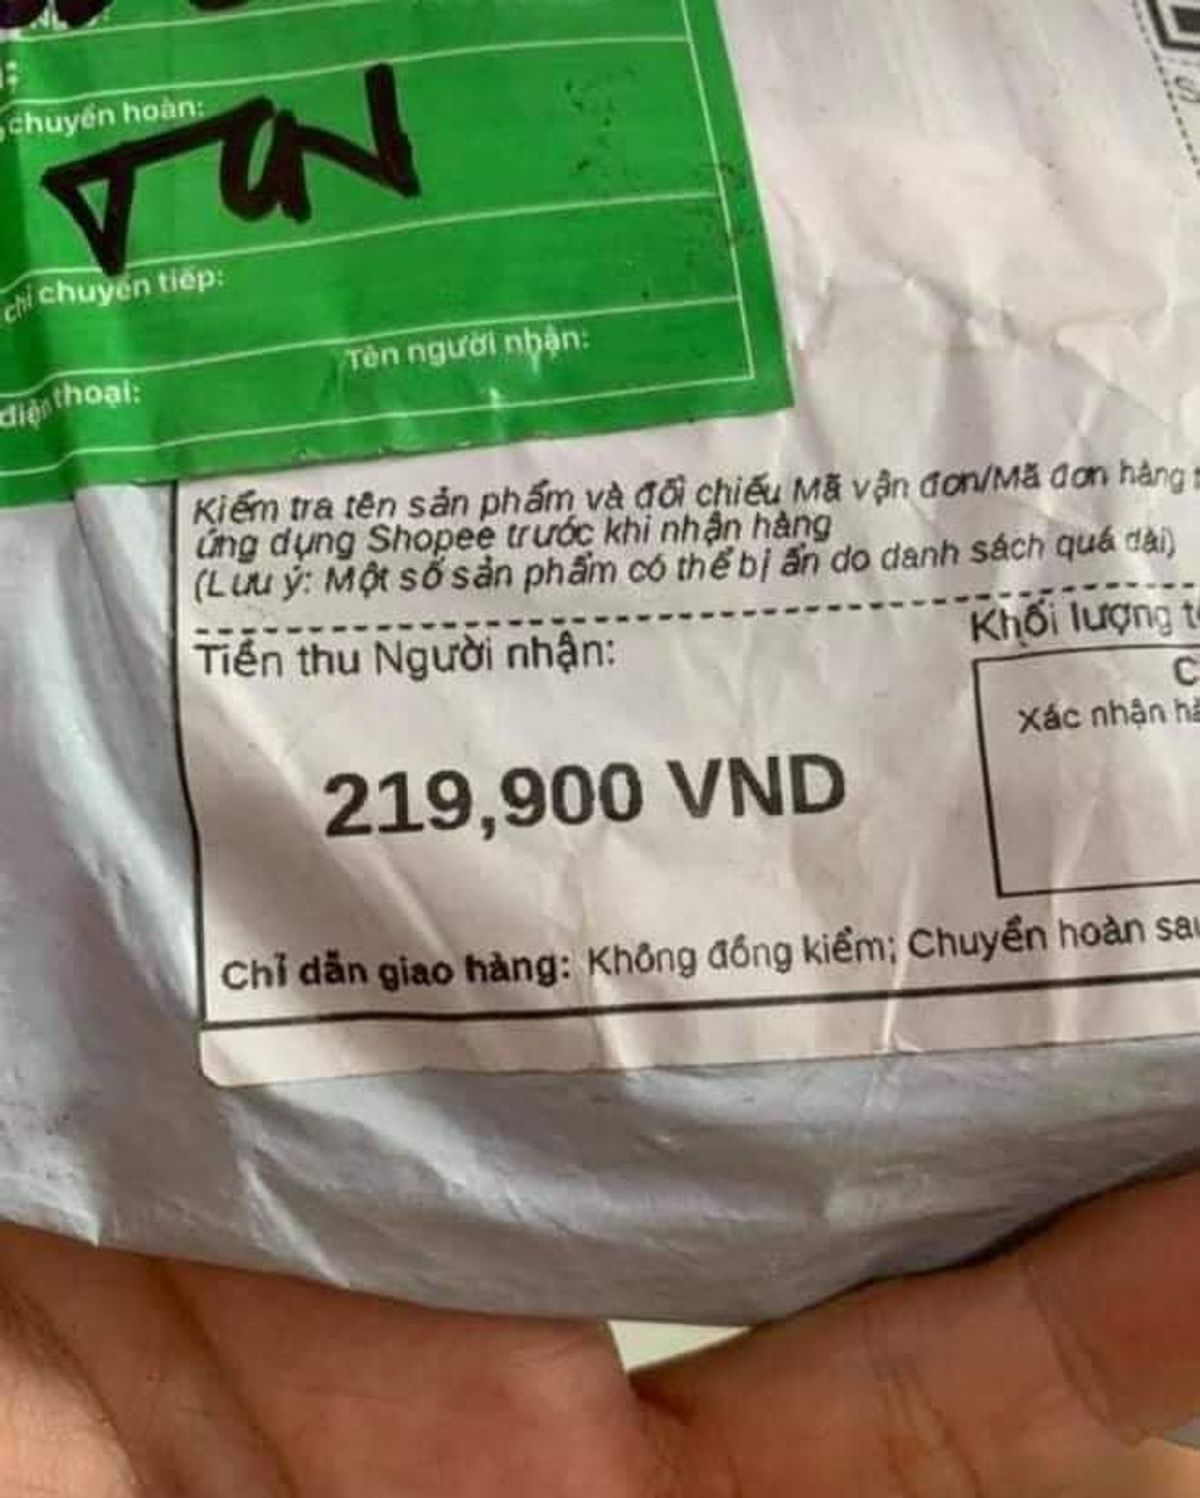 chuyển hoàn:
Tan
chỉ chuyển tiếp:
Tên người nhận:
điện thoại:
Kiểm tra tên sản phẩm và đối chiếu Mã vận đơn/Mã đơn hàng
ứng dụng Shopee trước khi nhận hàng
(Lưu ý: Một số sản phẩm có thể bị ẩn do danh sách quá dài)
Tiền thu Người nhận:
Khối lượng
Xác nhận
219,900 VND
Chỉ dẫn giao hàng: Không đồng kiểm; Chuyển hoàn sau